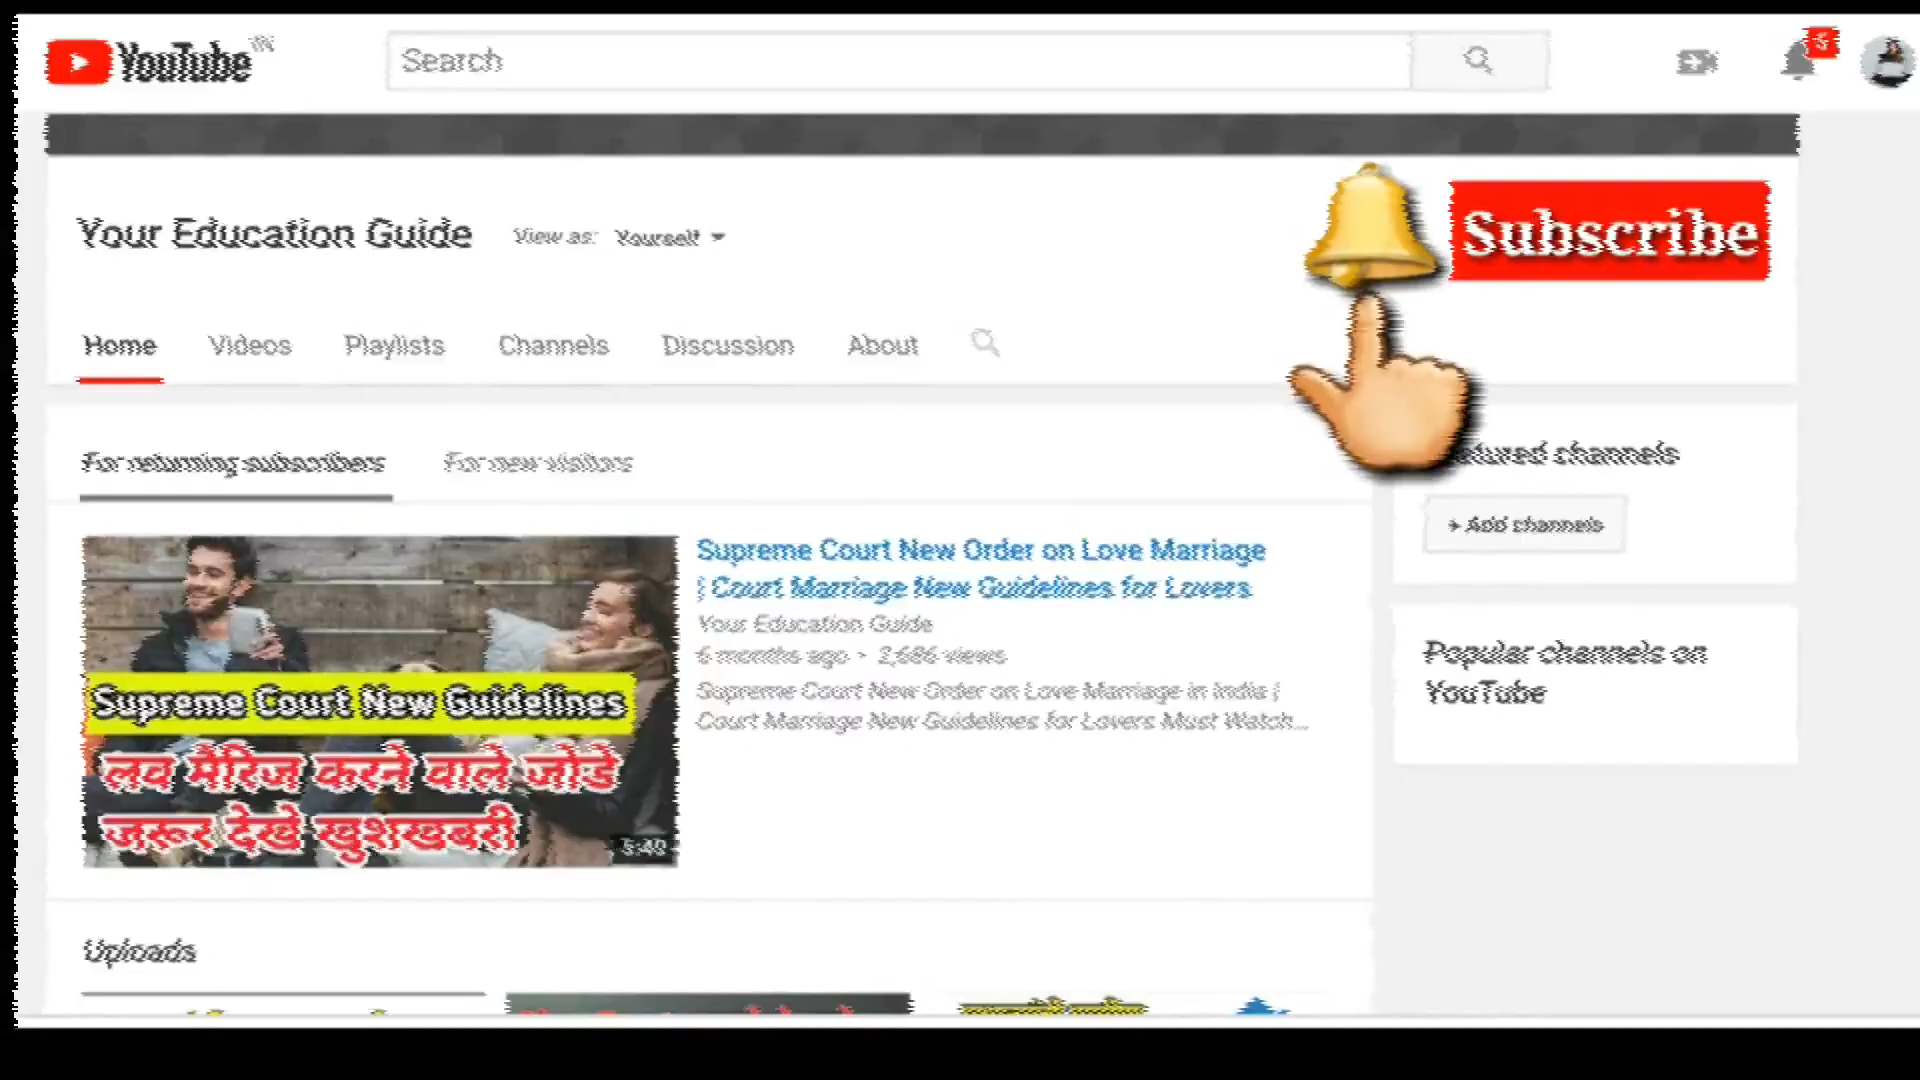 YouTube IN
Search
5
Your Education Guide
View as: Yourself
Subscribe
Home Videos Playlists Channels Discussion About
For returning subscribers For new visitors
tured channels
+ Add channels
Supreme Court New Order on Love Marriage
| Court Marriage New Guidelines for Lovers
Your Education Guide
6 months ago • 2,686 views
Supreme Court New Order on Love Marriage in India |
Court Marriage New Guidelines for Lovers Must Watch...
Supreme Court New Guidelines
लव मैरिज करने वाले जोडे
जरूर देखे खुशखबरी
5:40
Popular channels on
YouTube
Uploads